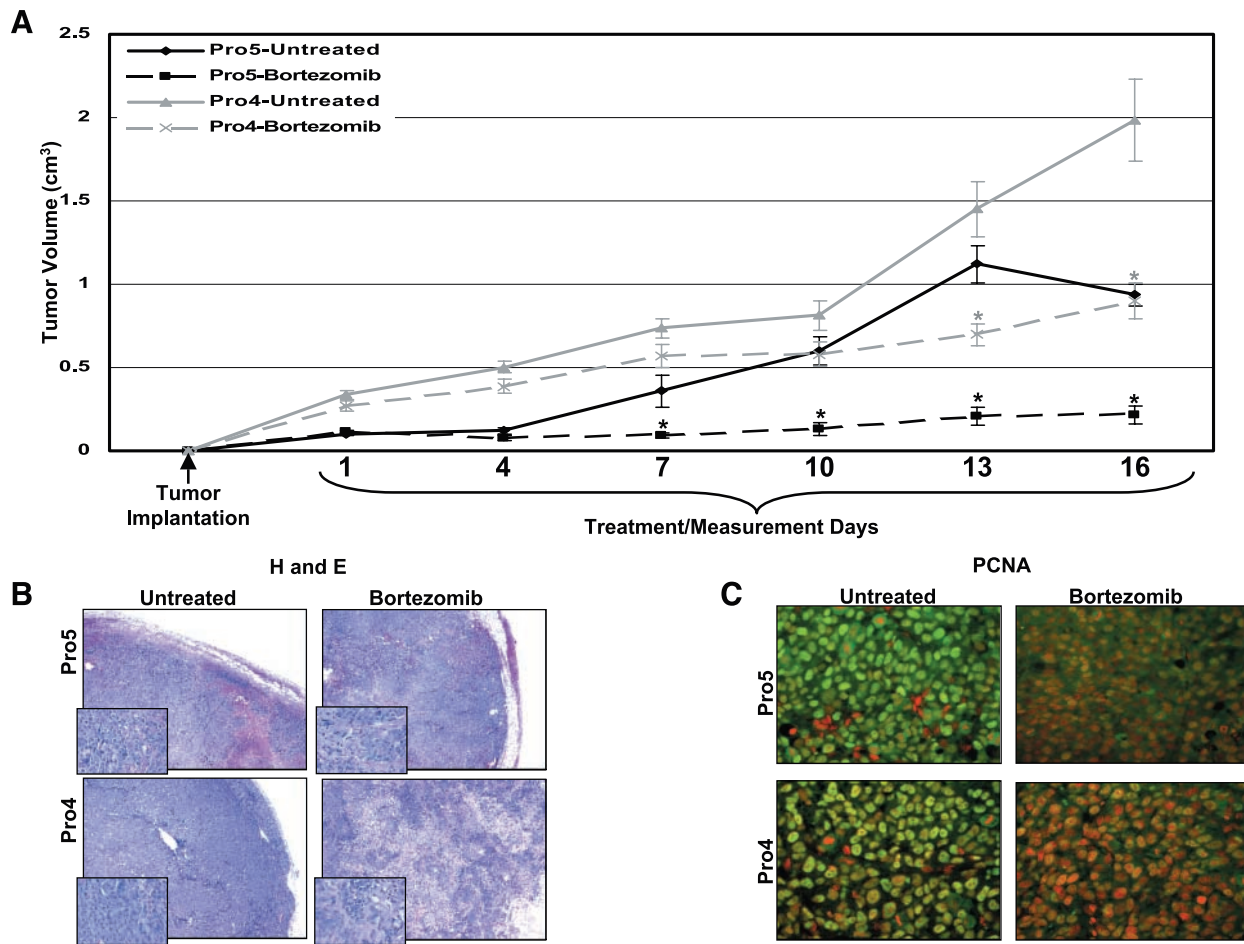 A
2.5
2
1.5
1
0.5
0
Tumor Volume (cm³)
Pro5-Untreated
Pro5-Bortezomib
Pro4-Untreated
Pro4-Bortezomib
* * * *
* *
1 4 7 10 13 16
Tumor
Implantation
Treatment/Measurement Days
H and E
B
Untreated Bortezomib
Pro5
Pro4
PCNA
C
Untreated Bortezomib
Pro5
Pro4